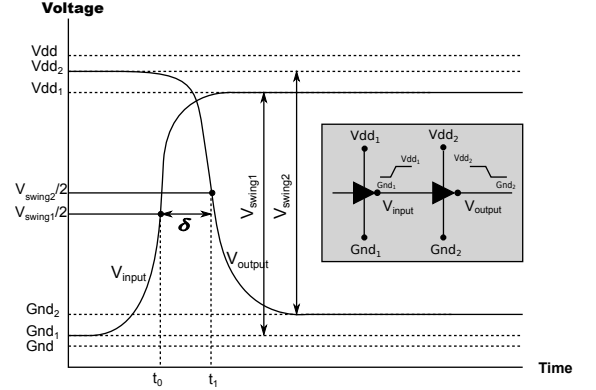 Voltage
Vdd
Vdd2
Vdd1
Vswing2/2
Vswing1/2
Gnd2
Gnd1
Gnd
δ
Vinput
Voutput
Vswing1
Vswing2
t0
t1
Time
Vdd1
Vdd2
Vdd1
Gnd1
Vdd2
Gnd2
Vinput
Voutput
Gnd1
Gnd2